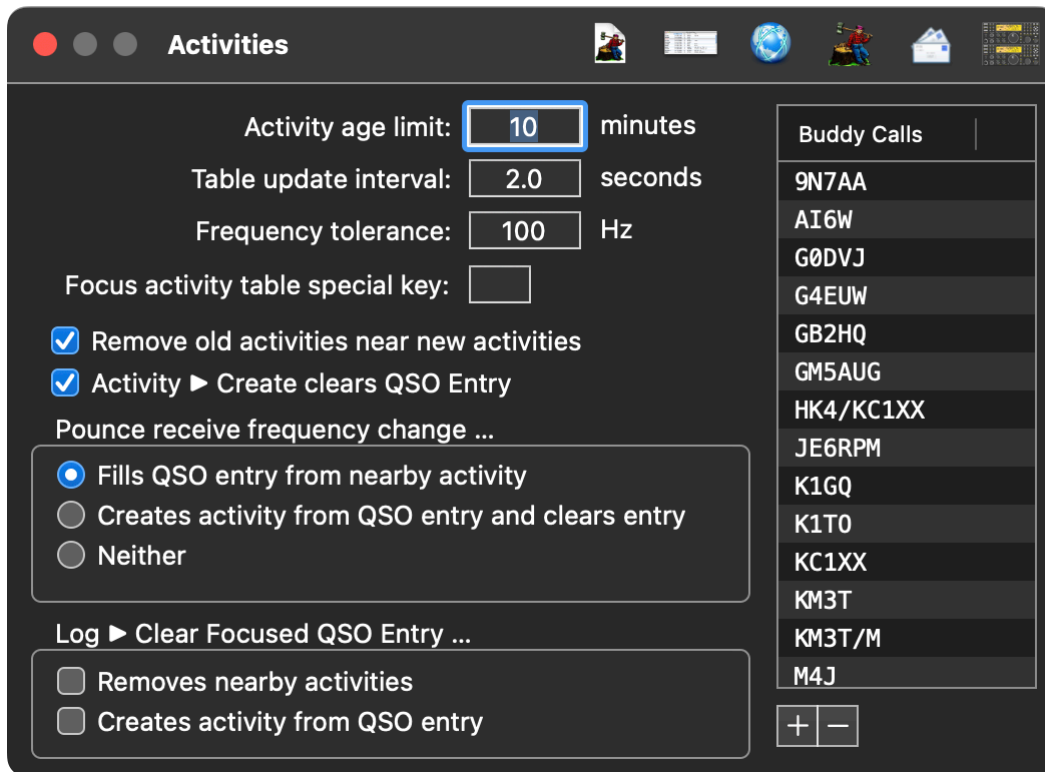 Activities
Activity age limit: 10 minutes
Table update interval: 2.0 seconds
Frequency tolerance: 100 Hz
Focus activity table special key:
Remove old activities near new activities
Activity ▶ Create clears QSO Entry
Pounce receive frequency change ...
Fills QSO entry from nearby activity
Creates activity from QSO entry and clears entry
Neither
Log ▶ Clear Focused QSO Entry ...
Removes nearby activities
Creates activity from QSO entry
Buddy Calls
9N7AA
AI6W
G0DVJ
G4EUW
GB2HQ
GM5AUG
HK4/KC1XX
JE6RPM
K1GQ
K1TO
KC1XX
KM3T
KM3T/M
M4J
+ −